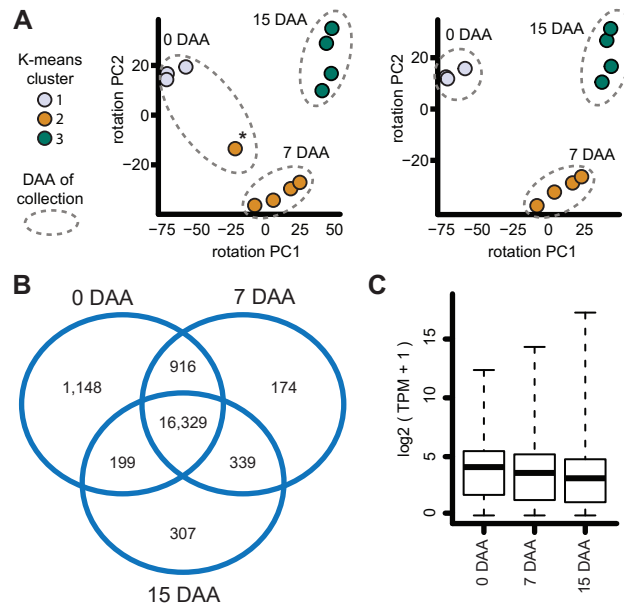 A
K-means
cluster
1
2
3
DAA of
collection
0 DAA
15 DAA
7 DAA
*
rotation PC2
20
0
−20
−75
−50
−25
0
25
50
rotation PC1
0 DAA
15 DAA
7 DAA
rotation PC2
20
0
−20
−75
−50
−25
0
25
rotation PC1
B
0 DAA
7 DAA
916
1,148
174
16,329
199
339
307
15 DAA
C
log2 ( TPM + 1 )
15
10
5
0
0 DAA
7 DAA
15 DAA